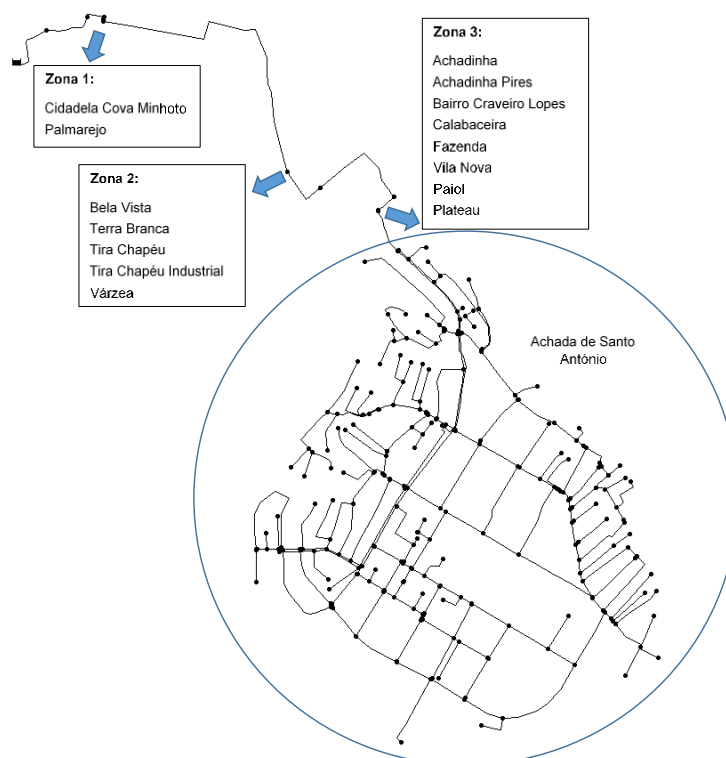 Zona 1:
Cidadela Cova Minhoto
Palmarejo
Zona 2:
Bela Vista
Terra Branca
Tira Chapéu
Tira Chapéu Industrial
Várzea
Zona 3:
Achadinha
Achadinha Pires
Bairro Craveiro Lopes
Calabaceira
Fazenda
Vila Nova
Paiol
Plateau
Achada de Santo
António